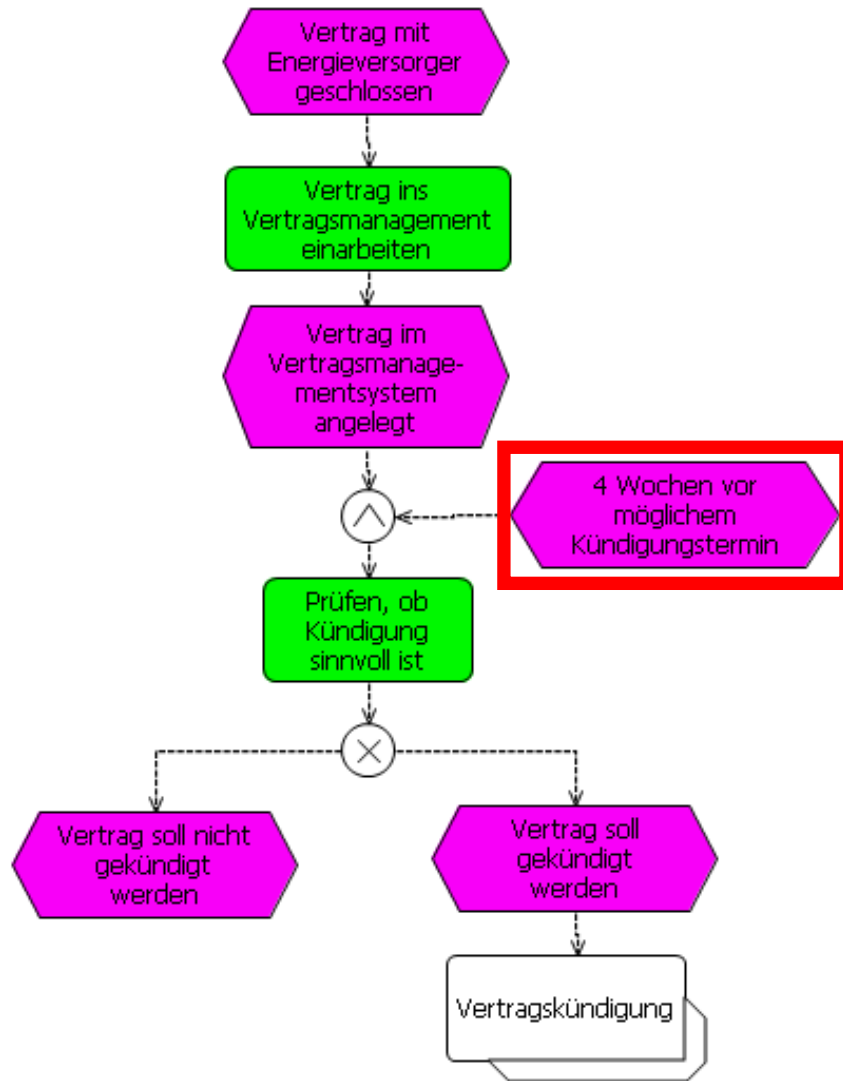 Vertrag mit
Energieversorger
geschlossen
Vertrag ins
Vertragsmanagement
einarbeiten
Vertrag im
Vertragsmanage-
mentsystem
angelegt
4 Wochen vor
möglichem
Kündigungstermin
Prüfen, ob
Kündigung
sinnvoll ist
Vertrag soll nicht
gekündigt
werden
Vertrag soll
gekündigt
werden
Vertragskündigung